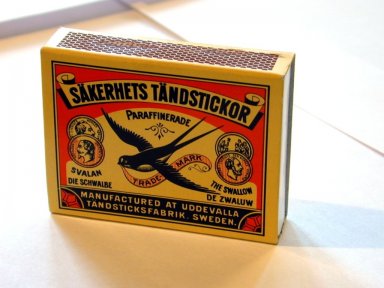 SÄKERHETS TÄNDSTICKOR
PARAFFINERADE
TRADE MARK
SVALAN
DIE SCHWALBE
THE SWALLOW
DE ZWALUW
MANUFACTURED AT UDDEVALLA
TÄNDSTICKSFABRIK, SWEDEN.